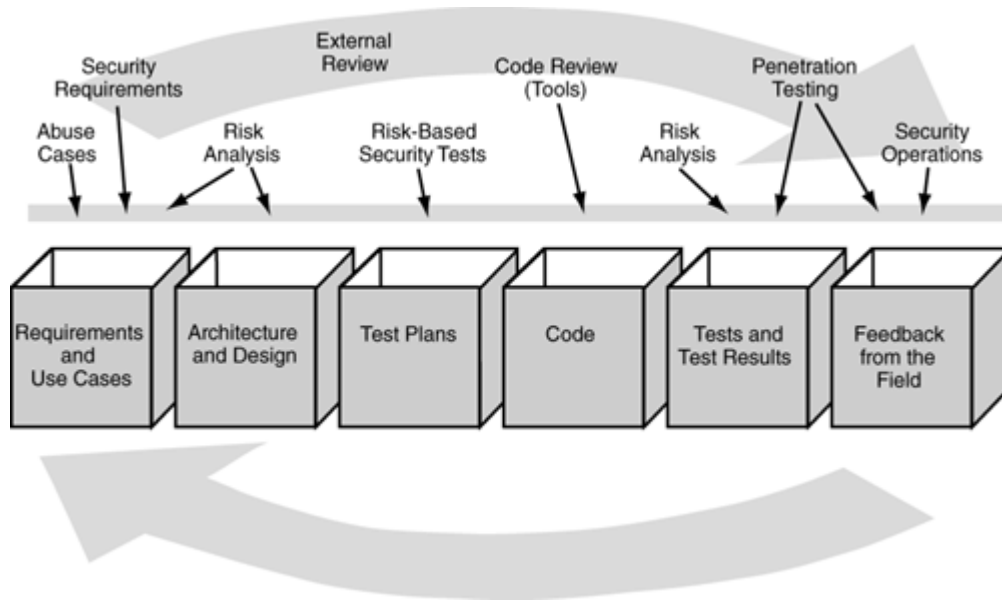 External
Review
Security
Requirements
Code Review
(Tools)
Penetration
Testing
Abuse
Cases
Risk
Analysis
Risk-Based
Security Tests
Risk
Analysis
Security
Operations
Requirements
and
Use Cases
Architecture
and Design
Test Plans
Code
Tests and
Test Results
Feedback
from the
Field